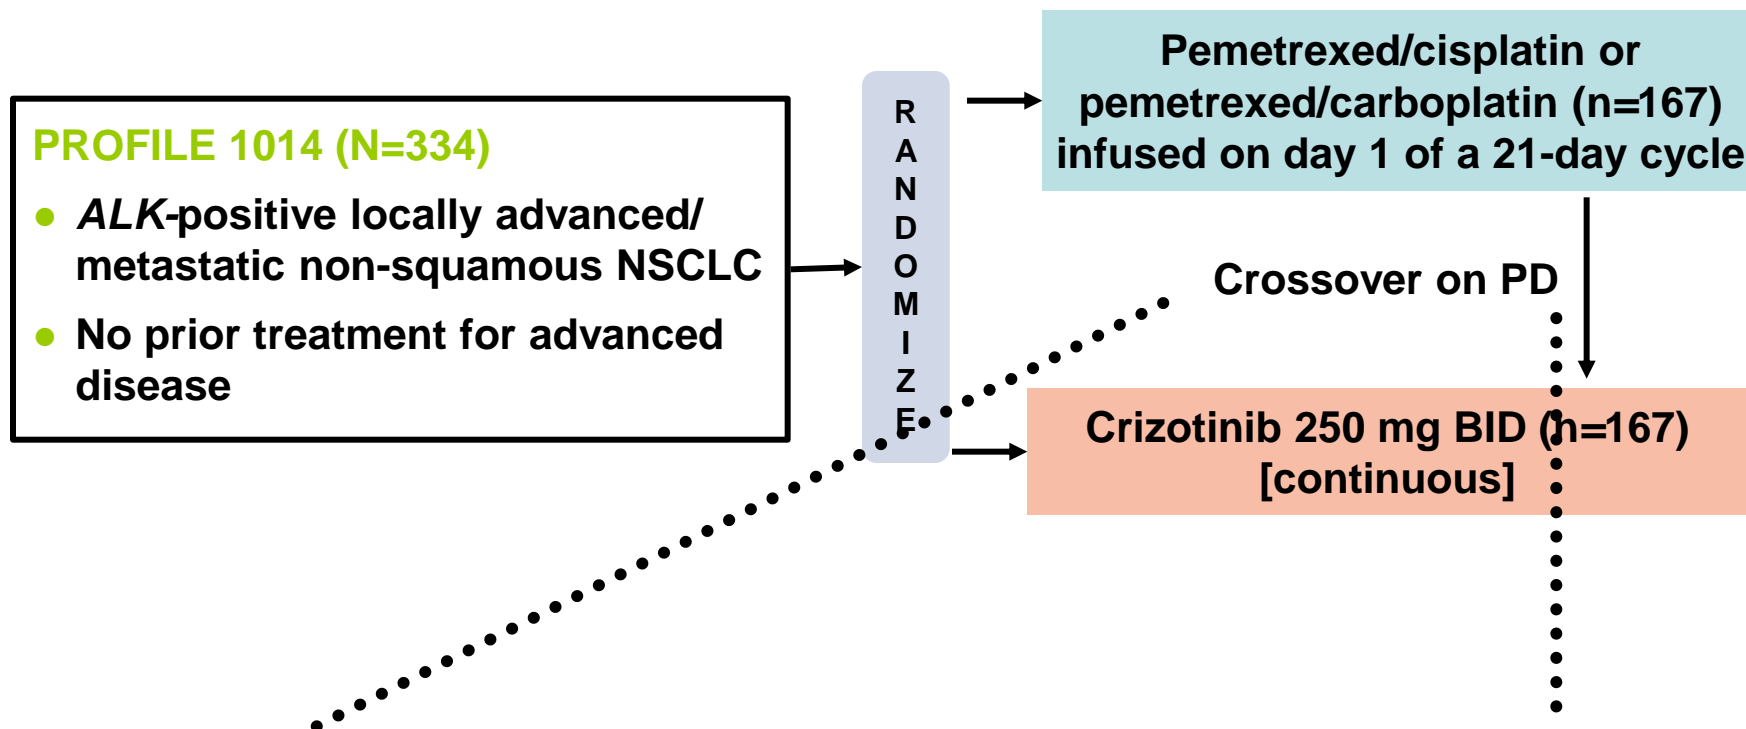 PROFILE 1014 (N=334)
● ALK-positive locally advanced/
metastatic non-squamous NSCLC
● No prior treatment for advanced
disease
R
A
N
D
O
M
I
Z
E
Pemetrexed/cisplatin or
pemetrexed/carboplatin (n=167)
infused on day 1 of a 21-day cycle
Crossover on PD
Crizotinib 250 mg BID (n=167)
[continuous]